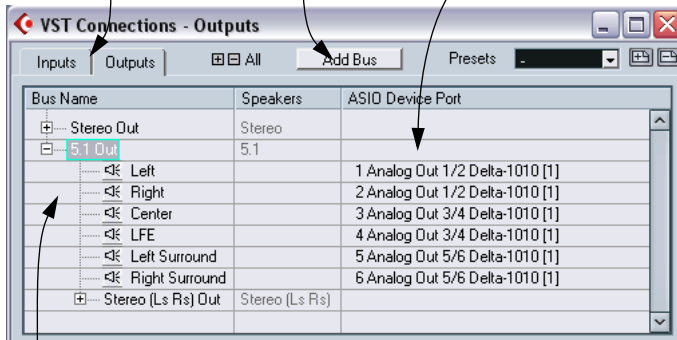 VST Connections - Outputs
Inputs Outputs All Add Bus Presets -
Bus Name Speakers ASIO Device Port
Stereo Out Stereo
5.1 Out 5.1
Left 1 Analog Out 1/2 Delta-1010 [1]
Right 2 Analog Out 1/2 Delta-1010 [1]
Center 3 Analog Out 3/4 Delta-1010 [1]
LFE 4 Analog Out 3/4 Delta-1010 [1]
Left Surround 5 Analog Out 5/6 Delta-1010 [1]
Right Surround 6 Analog Out 5/6 Delta-1010 [1]
Stereo (Ls Rs) Out Stereo (Ls Rs)